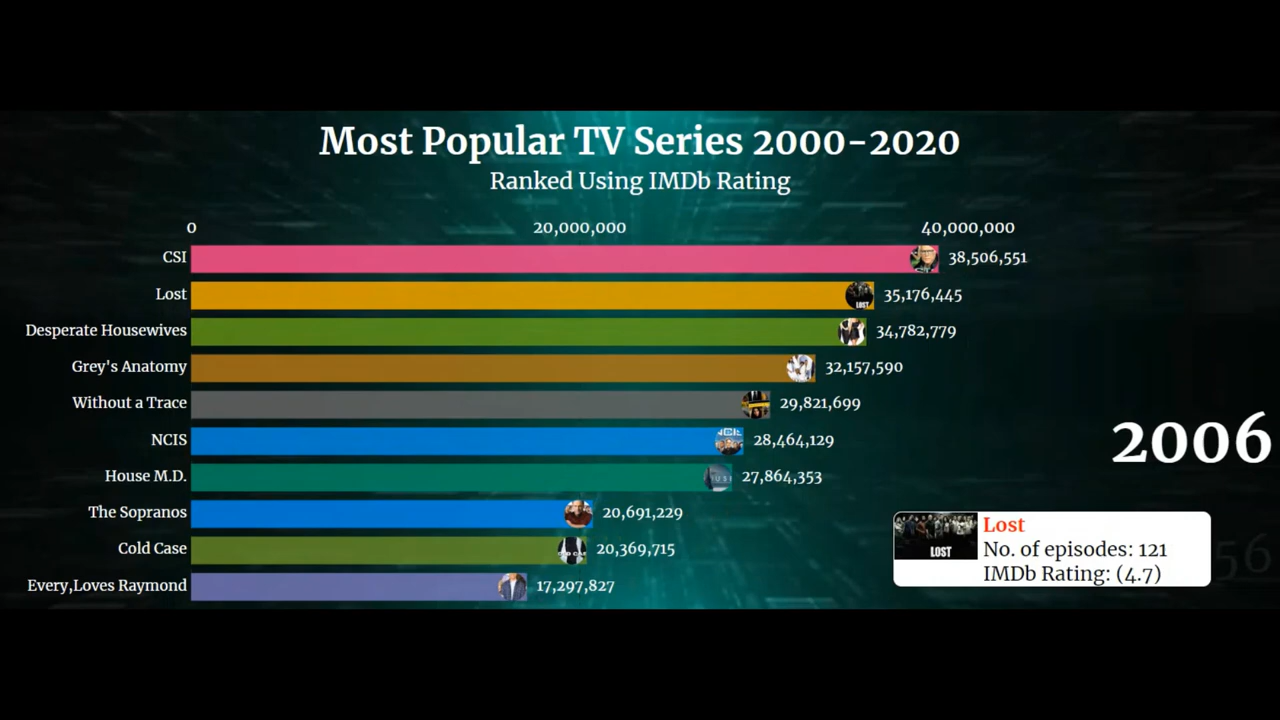 Most Popular TV Series 2000-2020
Ranked Using IMDb Rating
0 20,000,000 40,000,000
CSI 38,506,551
Lost LOST 35,176,445
Desperate Housewives 34,782,779
Grey's Anatomy 32,157,590
Without a Trace 29,821,699
NCIS 28,464,129
House M.D. 27,864,353
The Sopranos 20,691,229
Cold Case 20,369,715
Every,Loves Raymond 17,297,827
2006
LOST
Lost
No. of episodes: 121
IMDb Rating: (4.7)